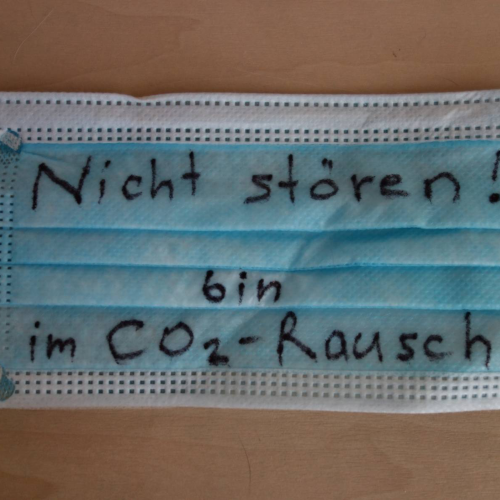 Nicht stören!
bin
im CO₂-Rausch